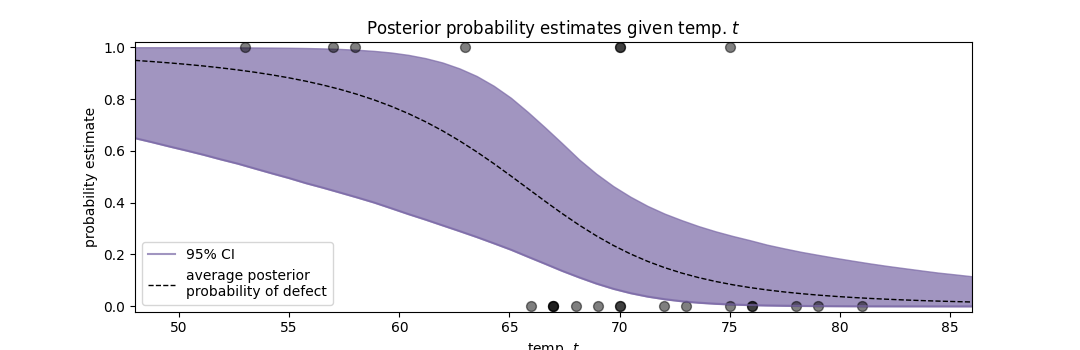 Posterior probability estimates given temp. t
1.0
0.8
0.6
0.4
0.2
0.0
probability estimate
95% CI
average posterior
probability of defect
50
55
60
65
70
75
80
85
temp. t